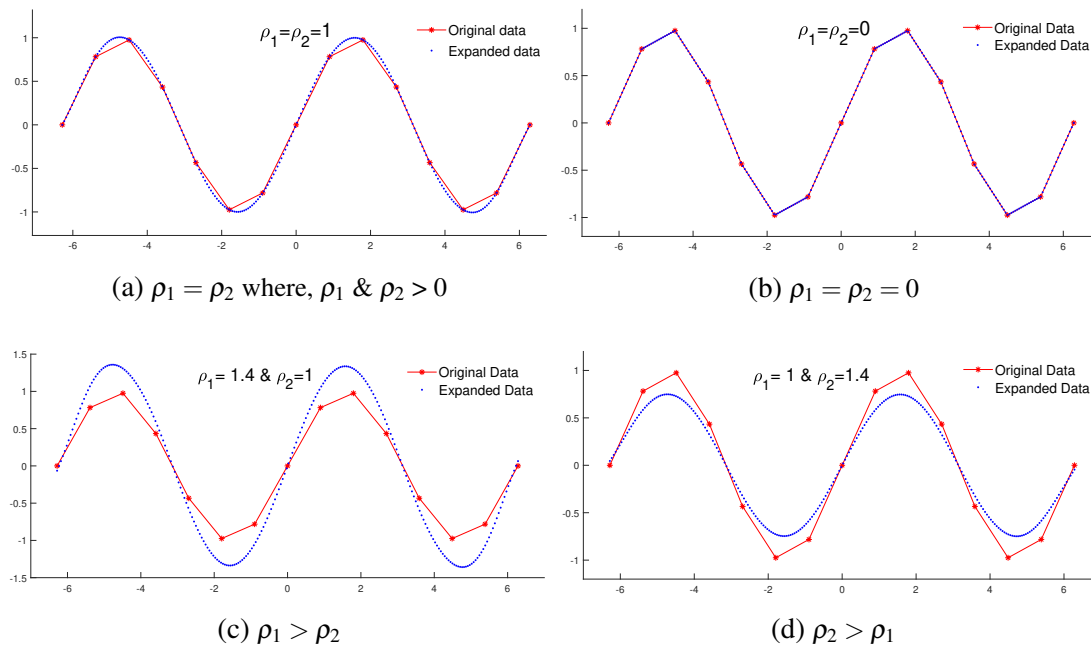 ρ1=ρ2=1
Original data
Expanded data
1
0.5
0
-0.5
-1
-6 -4 -2 0 2 4 6
(a) ρ1 = ρ2 where, ρ1 & ρ2 > 0
ρ1=ρ2=0
Original Data
Expanded Data
1
0.5
0
-0.5
-1
-6 -4 -2 0 2 4 6
(b) ρ1 = ρ2 = 0
ρ1= 1.4 & ρ2=1
Original Data
Expanded Data
1.5
1
0.5
0
-0.5
-1
-1.5
-6 -4 -2 0 2 4 6
(c) ρ1 > ρ2
ρ1= 1 & ρ2=1.4
Original Data
Expanded Data
1
0.5
0
-0.5
-1
-6 -4 -2 0 2 4 6
(d) ρ2 > ρ1